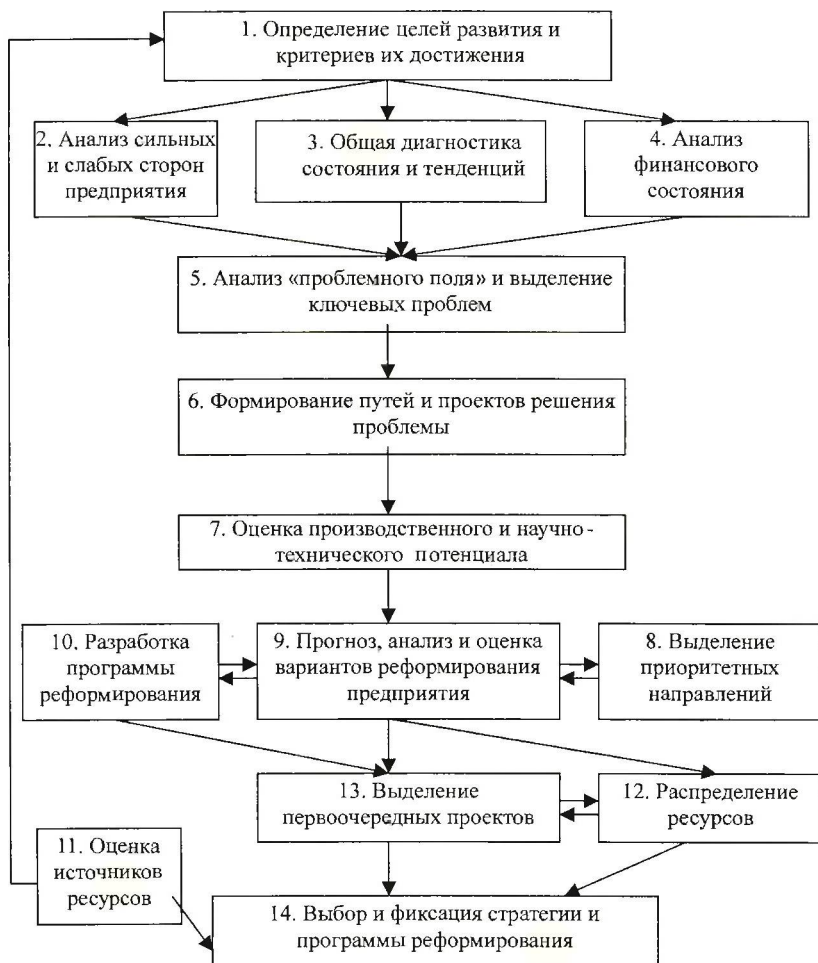 1. Определение целей развития и
критериев их достижения
2. Анализ сильных
и слабых сторон
предприятия
3. Общая диагностика
состояния и тенденций
4. Анализ
финансового
состояния
5. Анализ «проблемного поля» и выделение
ключевых проблем
6. Формирование путей и проектов решения
проблемы
7. Оценка производственного и научно-
технического потенциала
10. Разработка
программы
реформирования
9. Прогноз, анализ и оценка
вариантов реформирования
предприятия
8. Выделение
приоритетных
направлений
13. Выделение
первоочередных проектов
12. Распределение
ресурсов
11. Оценка
источников
ресурсов
14. Выбор и фиксация стратегии и
программы реформирования